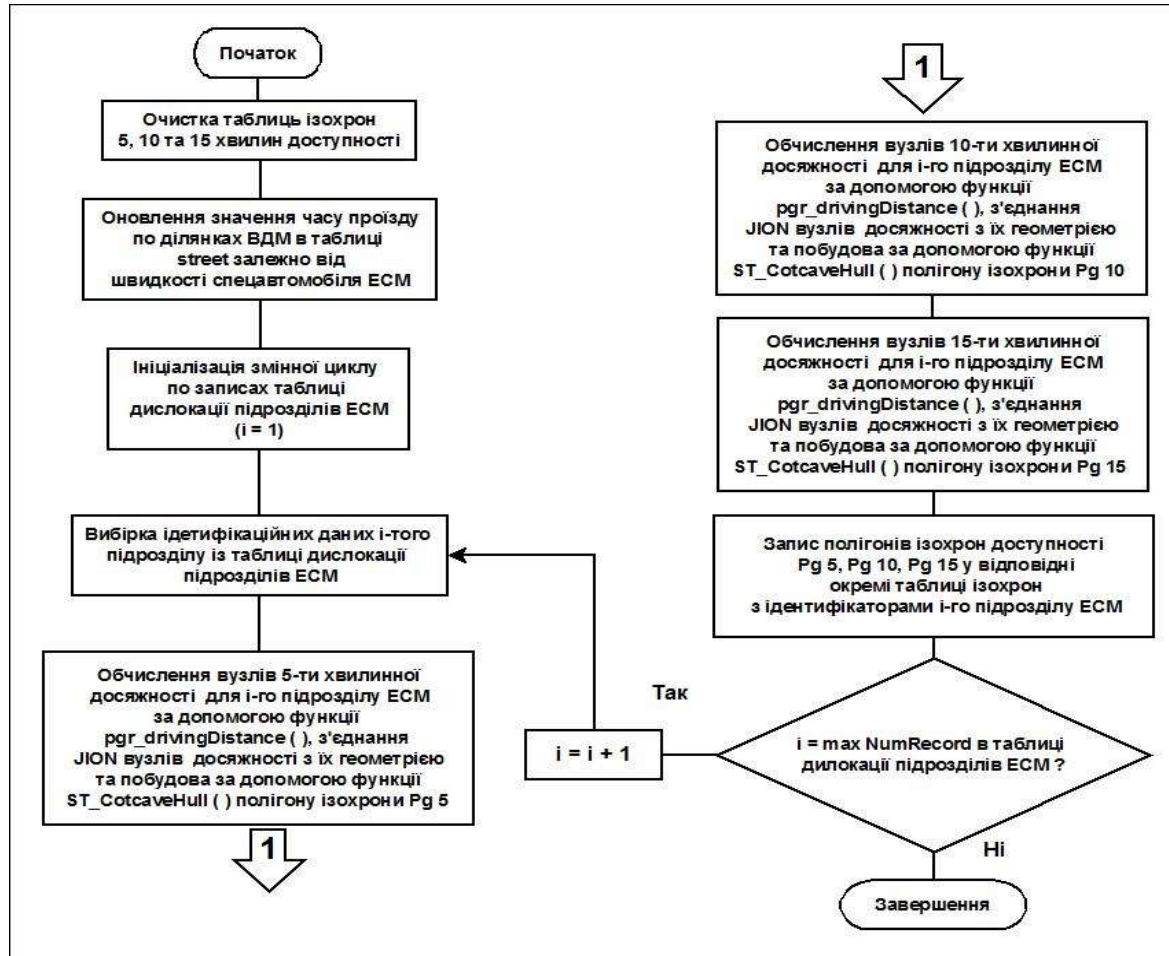 Початок
Очистка таблиць ізохрон
5, 10 та 15 хвилин доступності
Оновлення значення часу проїзду
по ділянках ВДМ в таблиці
street залежно від
швидкості спецавтомобіля ЕСМ
Ініціалізація змінної циклу
по записах таблиці
дислокації підрозділів ЕСМ
(i = 1)
Вибірка ідетифікаційних даних i-того
підрозділу із таблиці дислокації
підрозділів ЕСМ
Обчислення вузлів 5-ти хвилинної
досяжності для i-го підрозділу ЕСМ
за допомогою функції
pgr_drivingDistance ( ), з'єднання
JION вузлів досяжності з їх геометрією
та побудова за допомогою функції
ST_CotcaveHull ( ) полігону ізохрони Pg 5
1
1
Обчислення вузлів 10-ти хвилинної
досяжності для i-го підрозділу ЕСМ
за допомогою функції
pgr_drivingDistance ( ), з'єднання
JION вузлів досяжності з їх геометрією
та побудова за допомогою функції
ST_CotcaveHull ( ) полігону ізохрони Pg 10
Обчислення вузлів 15-ти хвилинної
досяжності для i-го підрозділу ЕСМ
за допомогою функції
pgr_drivingDistance ( ), з'єднання
JION вузлів досяжності з їх геометрією
та побудова за допомогою функції
ST_CotcaveHull ( ) полігону ізохрони Pg 15
Запис полігонів ізохрон доступності
Pg 5, Pg 10, Pg 15 у відповідні
окремі таблиці ізохрон
з ідентифікаторами i-го підрозділу ЕСМ
i = max NumRecord в таблиці
дилокації підрозділів ЕСМ ?
Так
i = i + 1
Ні
Завершення